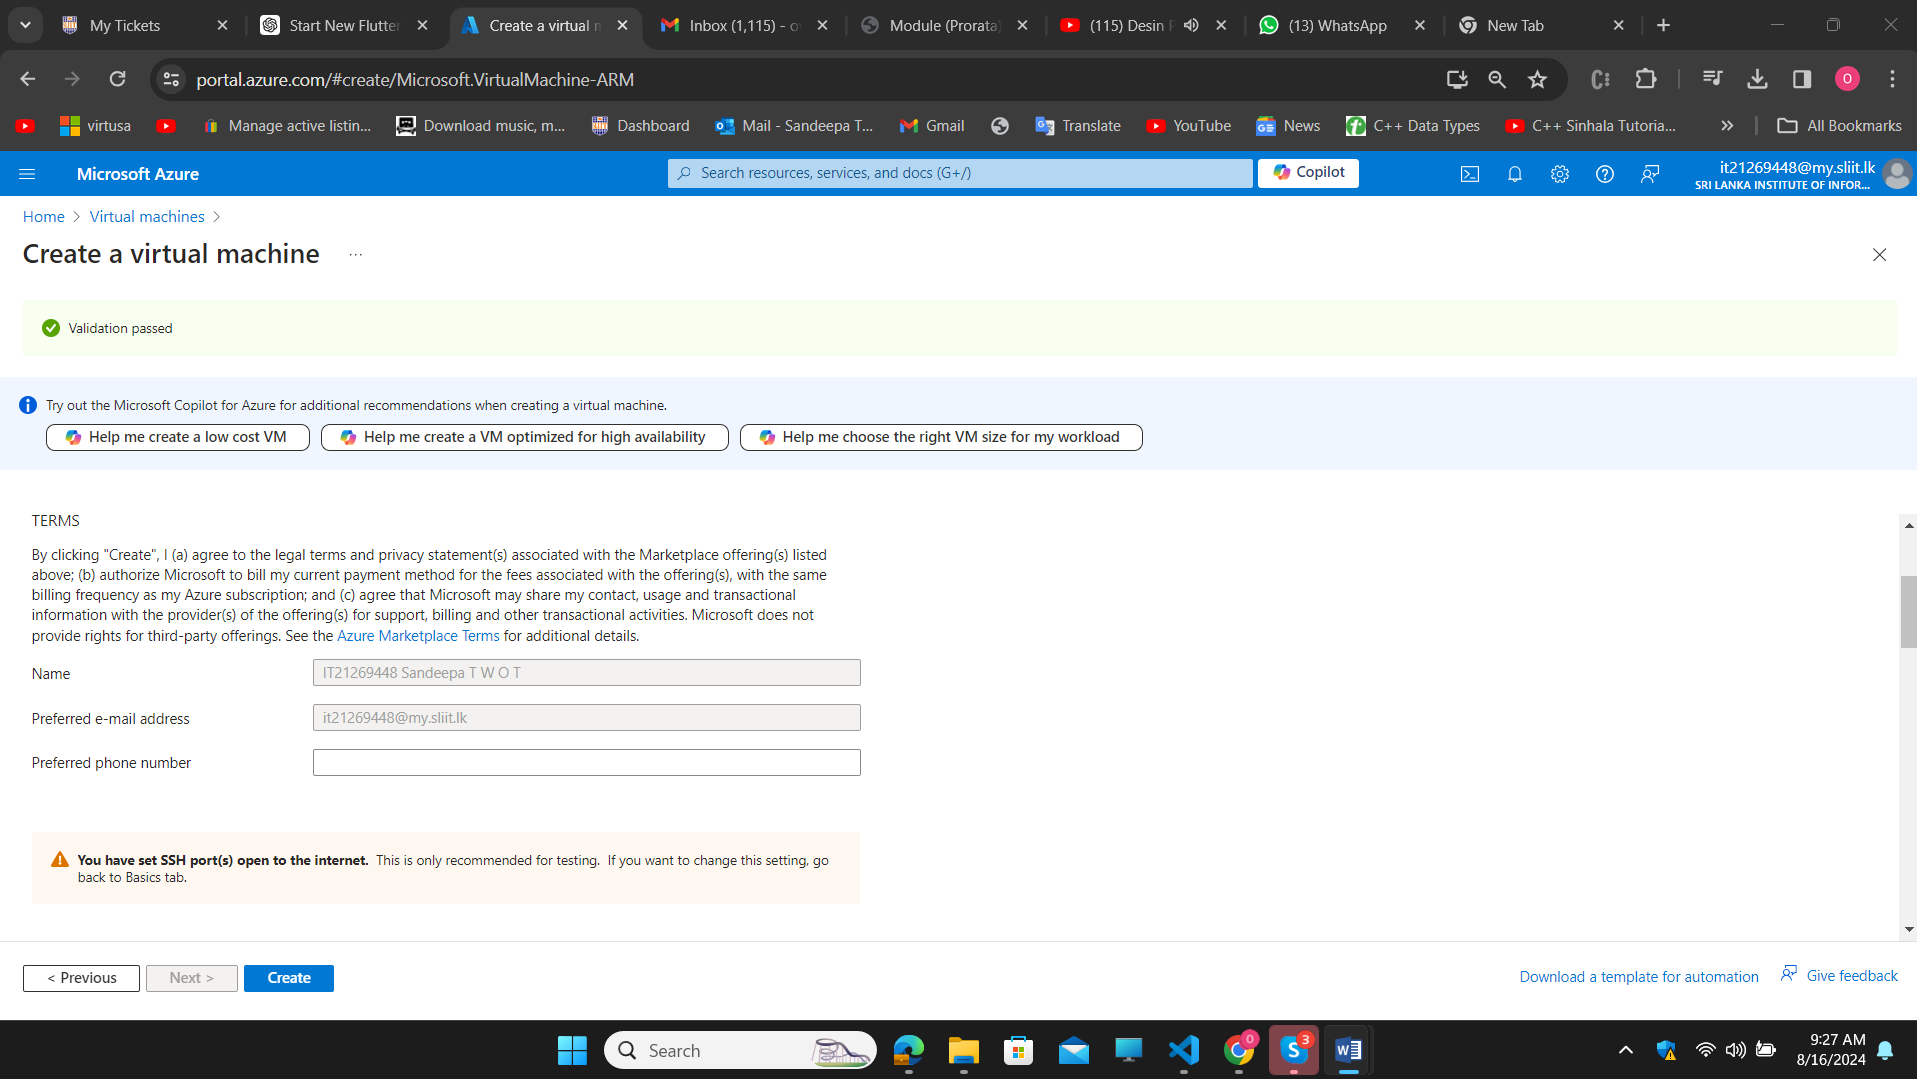 My Tickets
Start New Flutter
Create a virtual m
Inbox (1,115) - o
Module (Prorata)
(115) Desin
(13) WhatsApp
New Tab
portal.azure.com/#create/Microsoft.VirtualMachine-ARM
O
virtusa
Manage active listin...
Download music, m...
Dashboard
Mail - Sandeepa T...
Gmail
Translate
YouTube
News
C++ Data Types
C++ Sinhala Tutoria...
All Bookmarks
Microsoft Azure
Search resources, services, and docs (G+/)
Copilot
it21269448@my.sliit.lk
SRI LANKA INSTITUTE OF INFOR...
Home > Virtual machines >
Create a virtual machine ...
Validation passed
Try out the Microsoft Copilot for Azure for additional recommendations when creating a virtual machine.
Help me create a low cost VM
Help me create a VM optimized for high availability
Help me choose the right VM size for my workload
TERMS
By clicking "Create", I (a) agree to the legal terms and privacy statement(s) associated with the Marketplace offering(s) listed
above; (b) authorize Microsoft to bill my current payment method for the fees associated with the offering(s), with the same
billing frequency as my Azure subscription; and (c) agree that Microsoft may share my contact, usage and transactional
information with the provider(s) of the offering(s) for support, billing and other transactional activities. Microsoft does not
provide rights for third-party offerings. See the Azure Marketplace Terms for additional details.
Name
IT21269448 Sandeepa T W O T
Preferred e-mail address
it21269448@my.sliit.lk
Preferred phone number
You have set SSH port(s) open to the internet. This is only recommended for testing. If you want to change this setting, go
back to Basics tab.
< Previous
Next >
Create
Download a template for automation
Give feedback
Search
0
3
9:27 AM
8/16/2024